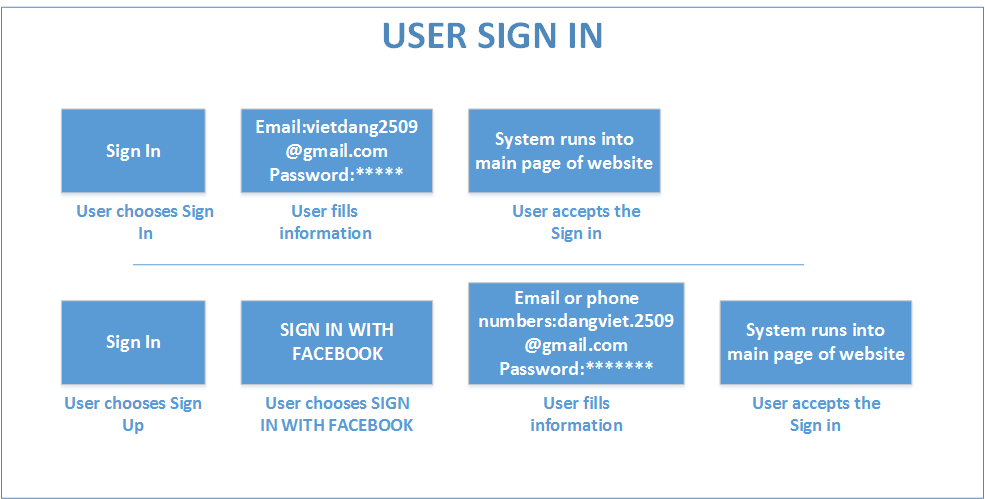 USER SIGN IN
Sign In
Email:vietdang2509
@gmail.com
Password:*****
System runs into
main page of website
User chooses Sign
In
User fills
information
User accepts the
Sign in
Sign In
SIGN IN WITH
FACEBOOK
Email or phone
numbers:dangviet.2509
@gmail.com
Password:*******
System runs into
main page of website
User chooses Sign
Up
User chooses SIGN
IN WITH FACEBOOK
User fills
information
User accepts the
Sign in